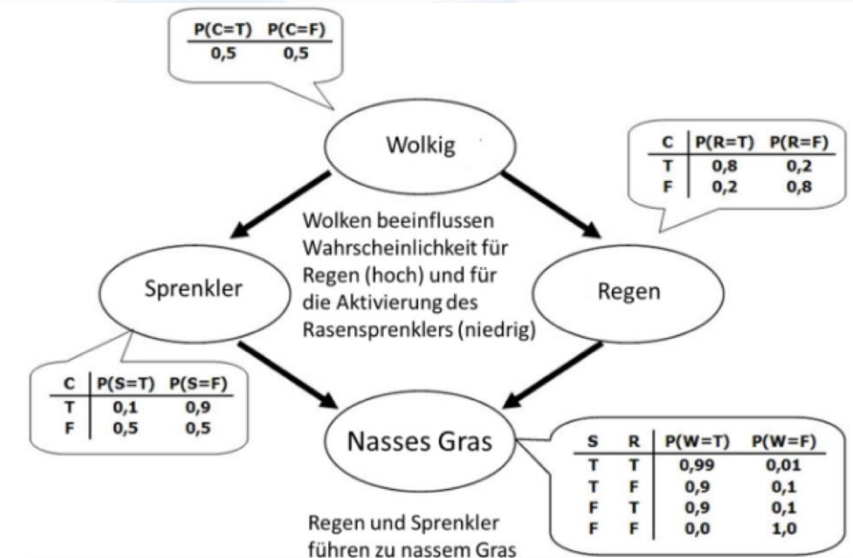 P(C=T) P(C=F)
0,5 0,5
Wolkig
C P(R=T) P(R=F)
T 0,8 0,2
F 0,2 0,8
Wolken beeinflussen
Wahrscheinlichkeit für
Regen (hoch) und für
die Aktivierung des
Rasensprenklers (niedrig)
Sprenkler
Regen
C P(S=T) P(S=F)
T 0,1 0,9
F 0,5 0,5
Nasses Gras
S R P(W=T) P(W=F)
T T 0,99 0,01
T F 0,9 0,1
F T 0,9 0,1
F F 0,0 1,0
Regen und Sprenkler
führen zu nassem Gras